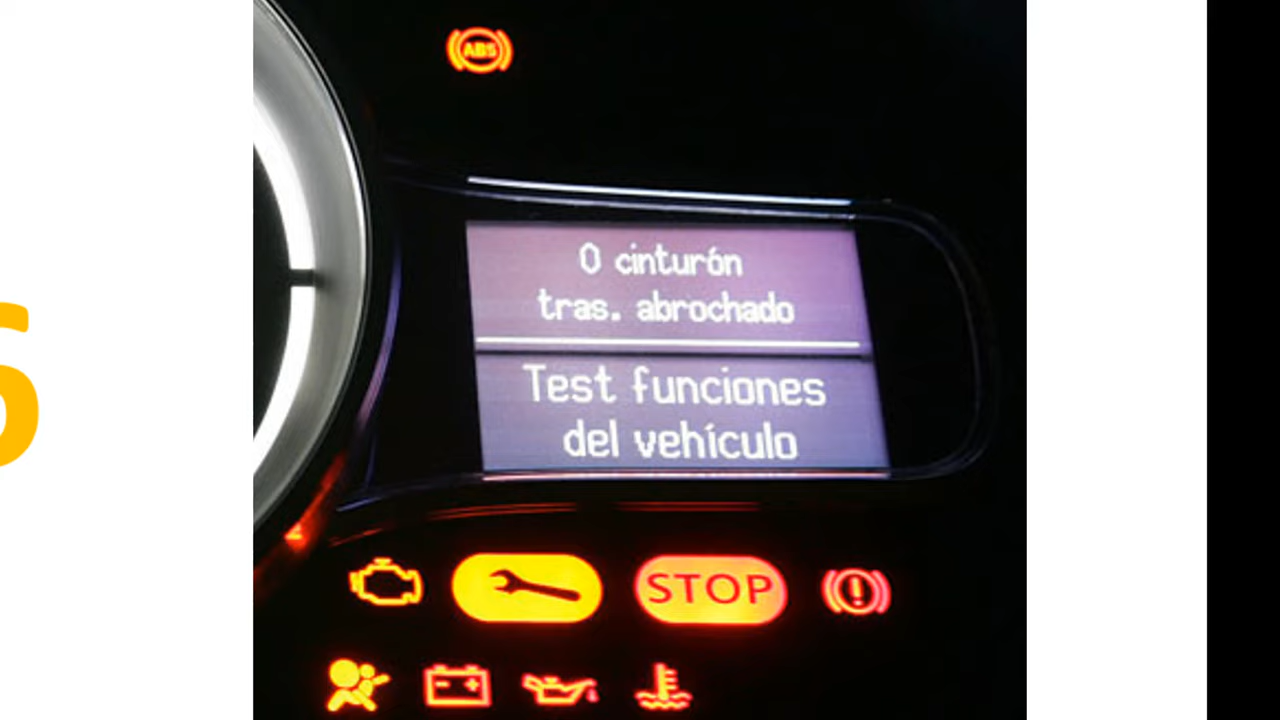 ABS
0 cinturón
tras. abrochado
Test funciones
del vehículo
STOP